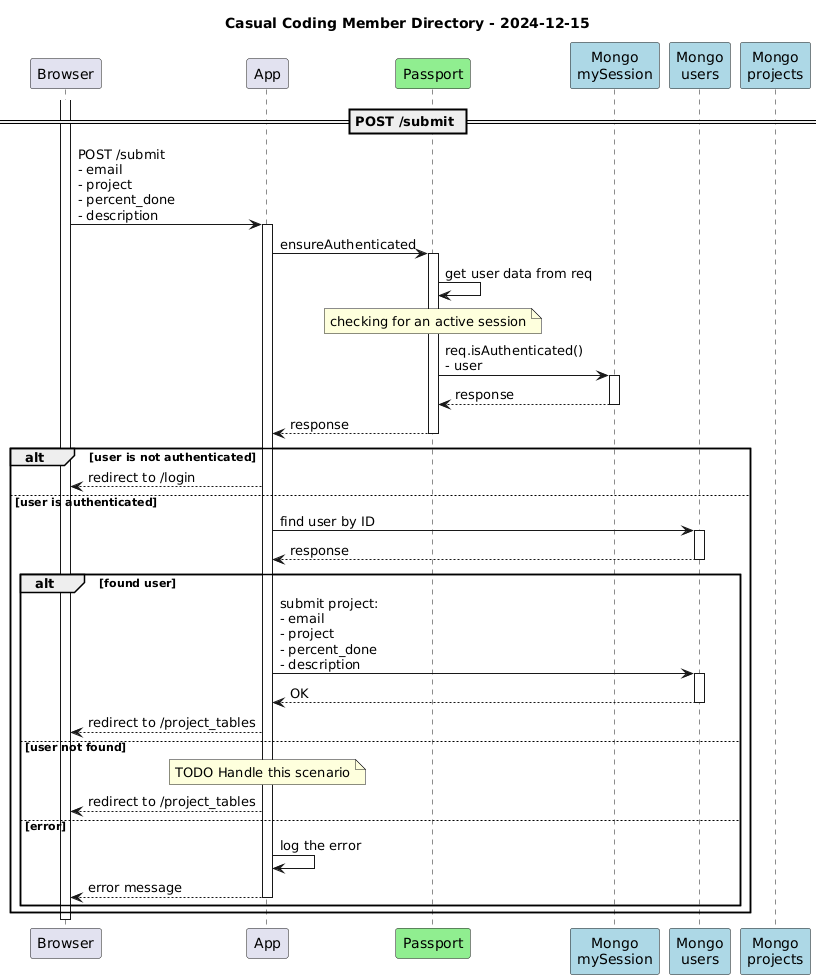 Casual Coding Member Directory - 2024-12-15
Browser
App
Passport
Mongo
mySession
Mongo
users
Mongo
projects
POST /submit
POST /submit
- email
- project
- percent_done
- description
ensureAuthenticated
get user data from req
checking for an active session
req.isAuthenticated()
- user
response
response
alt
[user is not authenticated]
redirect to /login
[user is authenticated]
find user by ID
response
alt
[found user]
submit project:
- email
- project
- percent_done
- description
OK
redirect to /project_tables
[user not found]
TODO Handle this scenario
redirect to /project_tables
[error]
log the error
error message
Browser
App
Passport
Mongo
mySession
Mongo
users
Mongo
projects